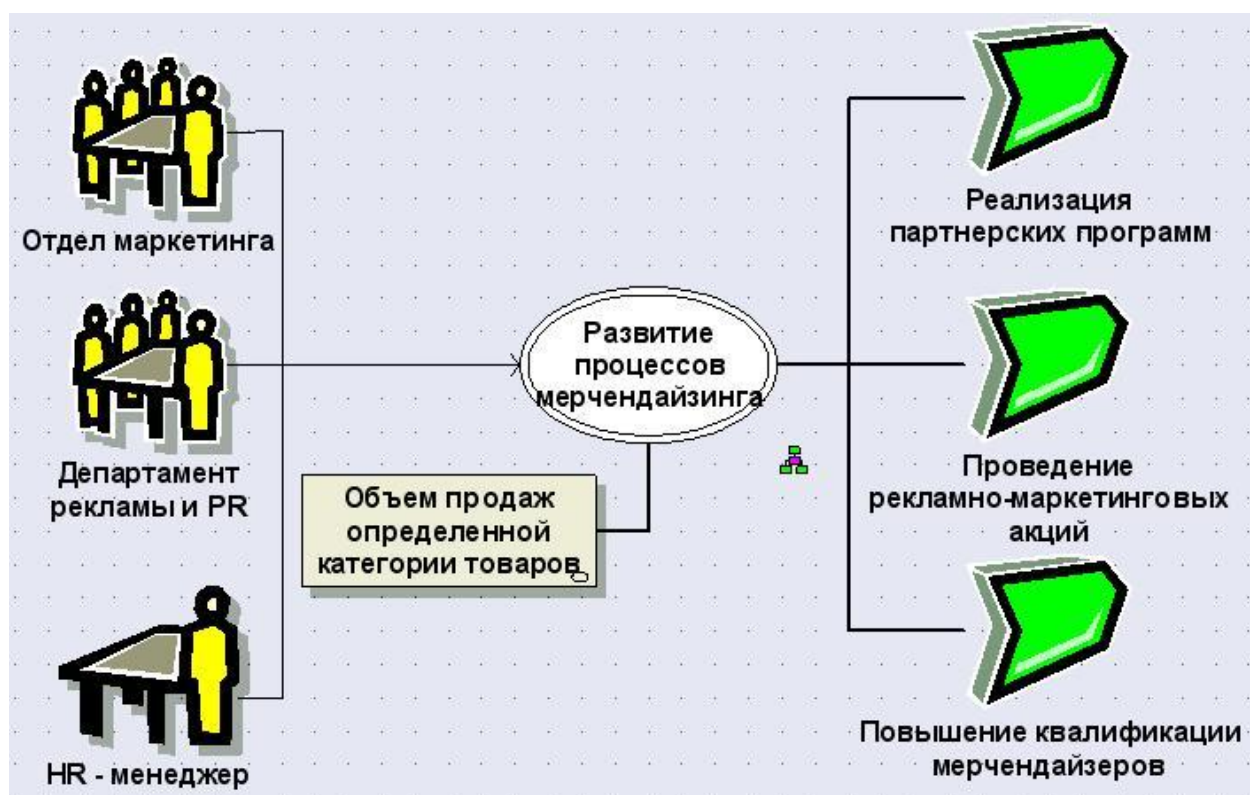 Отдел маркетинга
Департамент
рекламы и PR
HR - менеджер
Развитие
процессов
мерчендайзинга
Объем продаж
определенной
категории товаров
Реализация
партнерских программ
Проведение
рекламно-маркетинговых
акций
Повышение квалификации
мерчендайзеров